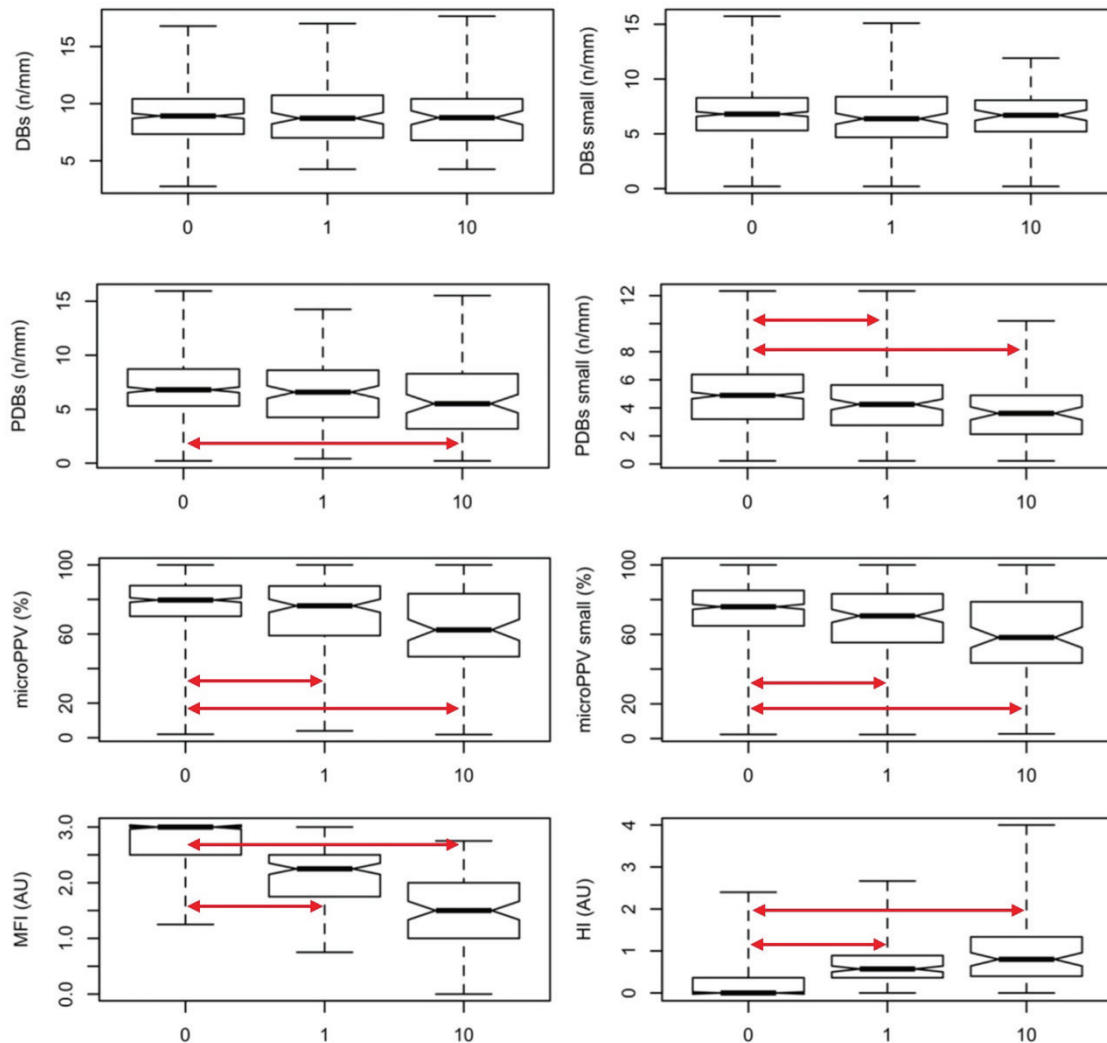 DBs (n/mm)
15
10
5
0 1 10
DBs small (n/mm)
15
10
5
0
0 1 10
PDBs (n/mm)
15
10
5
0
0 1 10
PDBs small (n/mm)
12
8
6
4
2
0
0 1 10
microPPV (%)
100
60
20
0
0 1 10
microPPV small (%)
100
60
20
0
0 1 10
MFI (AU)
3.0
2.0
1.0
0.0
0 1 10
HI (AU)
4
3
2
1
0
0 1 10